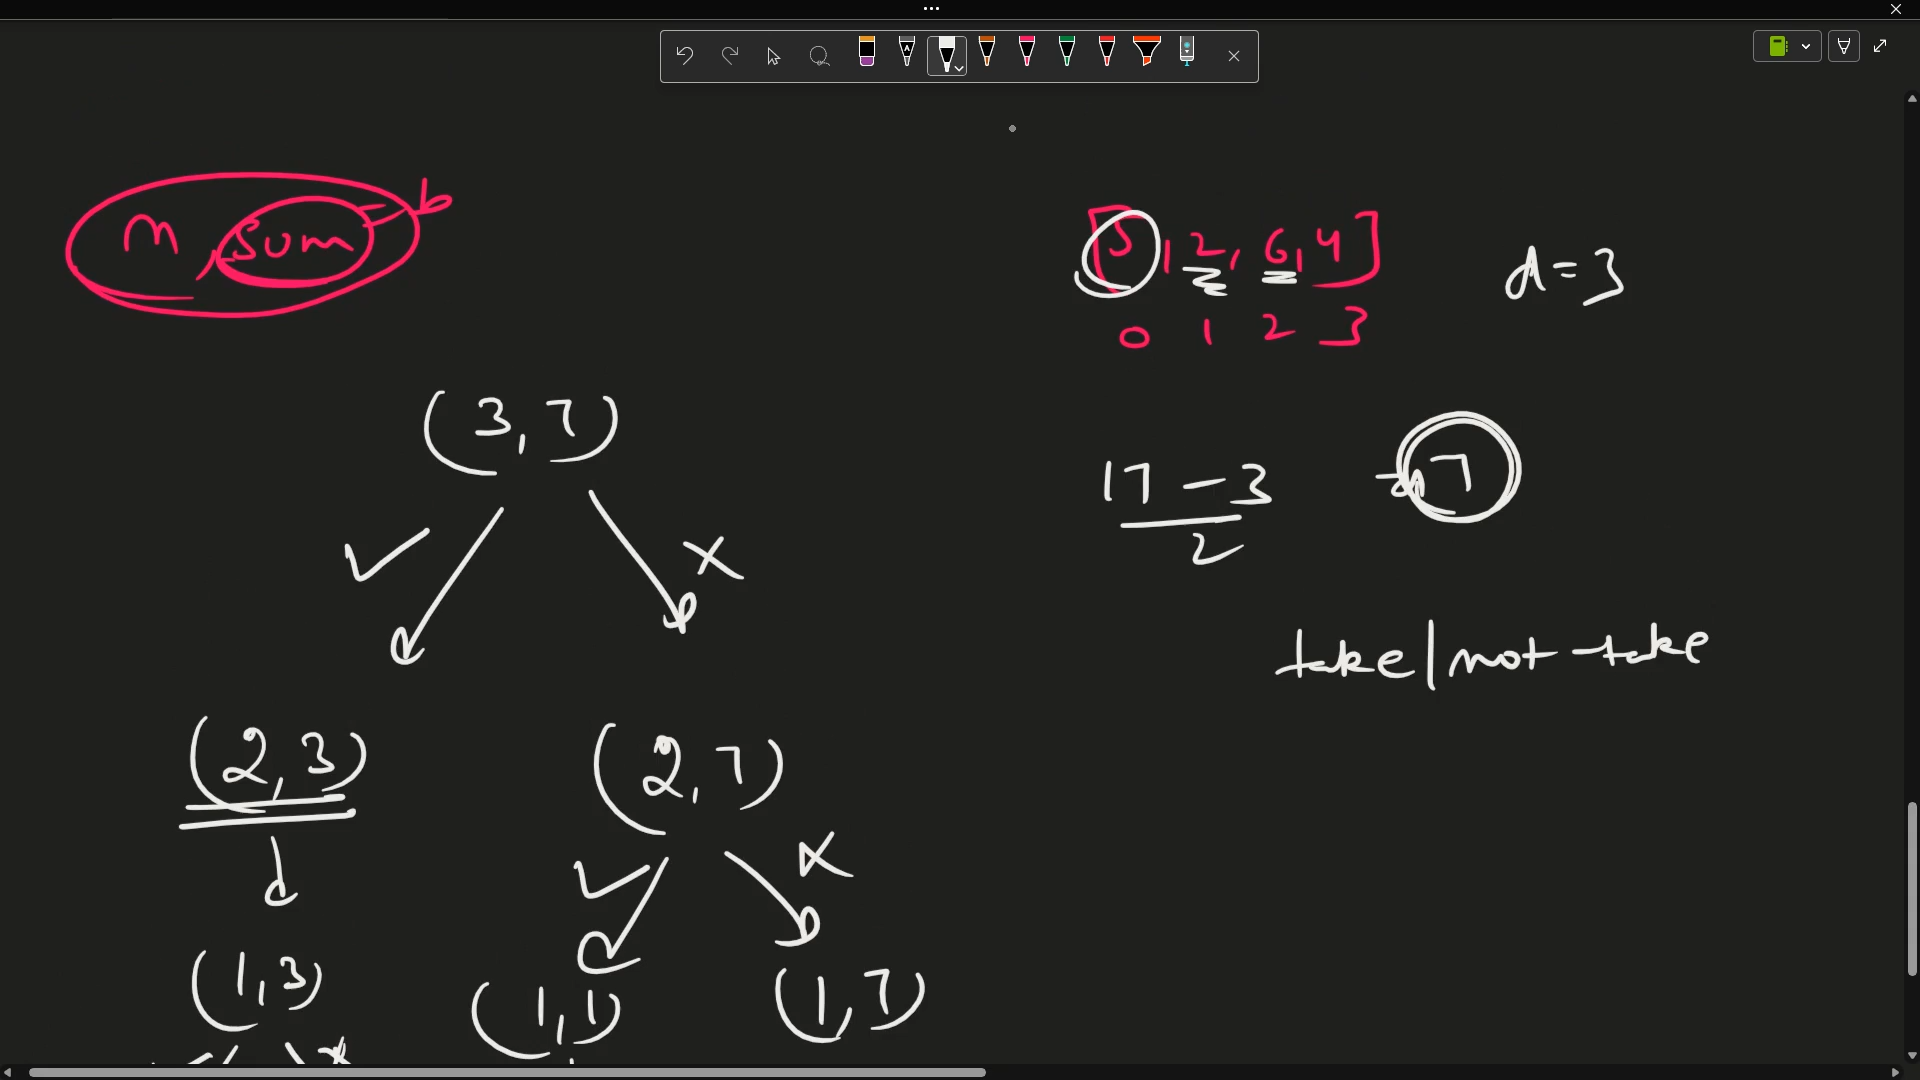 n, sum = b
[5, 2, 6, 4]
d = 3
0 1 2 3
(3, 7)
17 - 3
2
7
take | not-take
(2, 3)
(2, 7)
(1, 3)
(1, 1)
(1, 7)